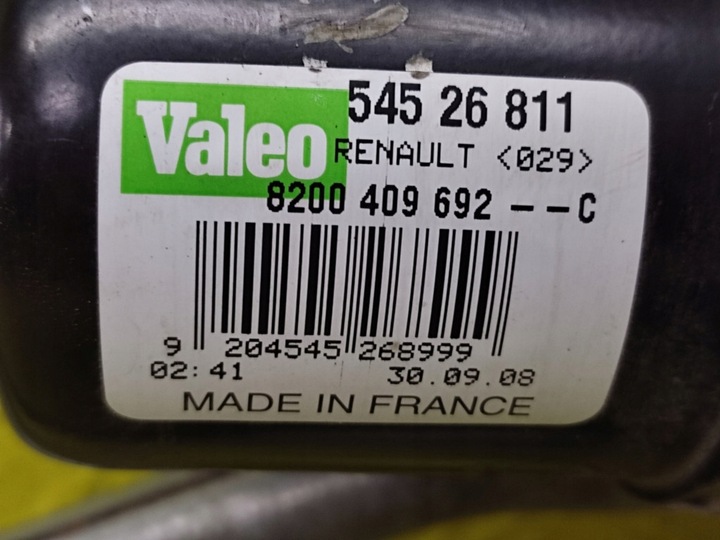 Valeo
545 26 811
RENAULT <029>
8200 409 692 --C
9 204545 268999
02:41 30.09.08
MADE IN FRANCE